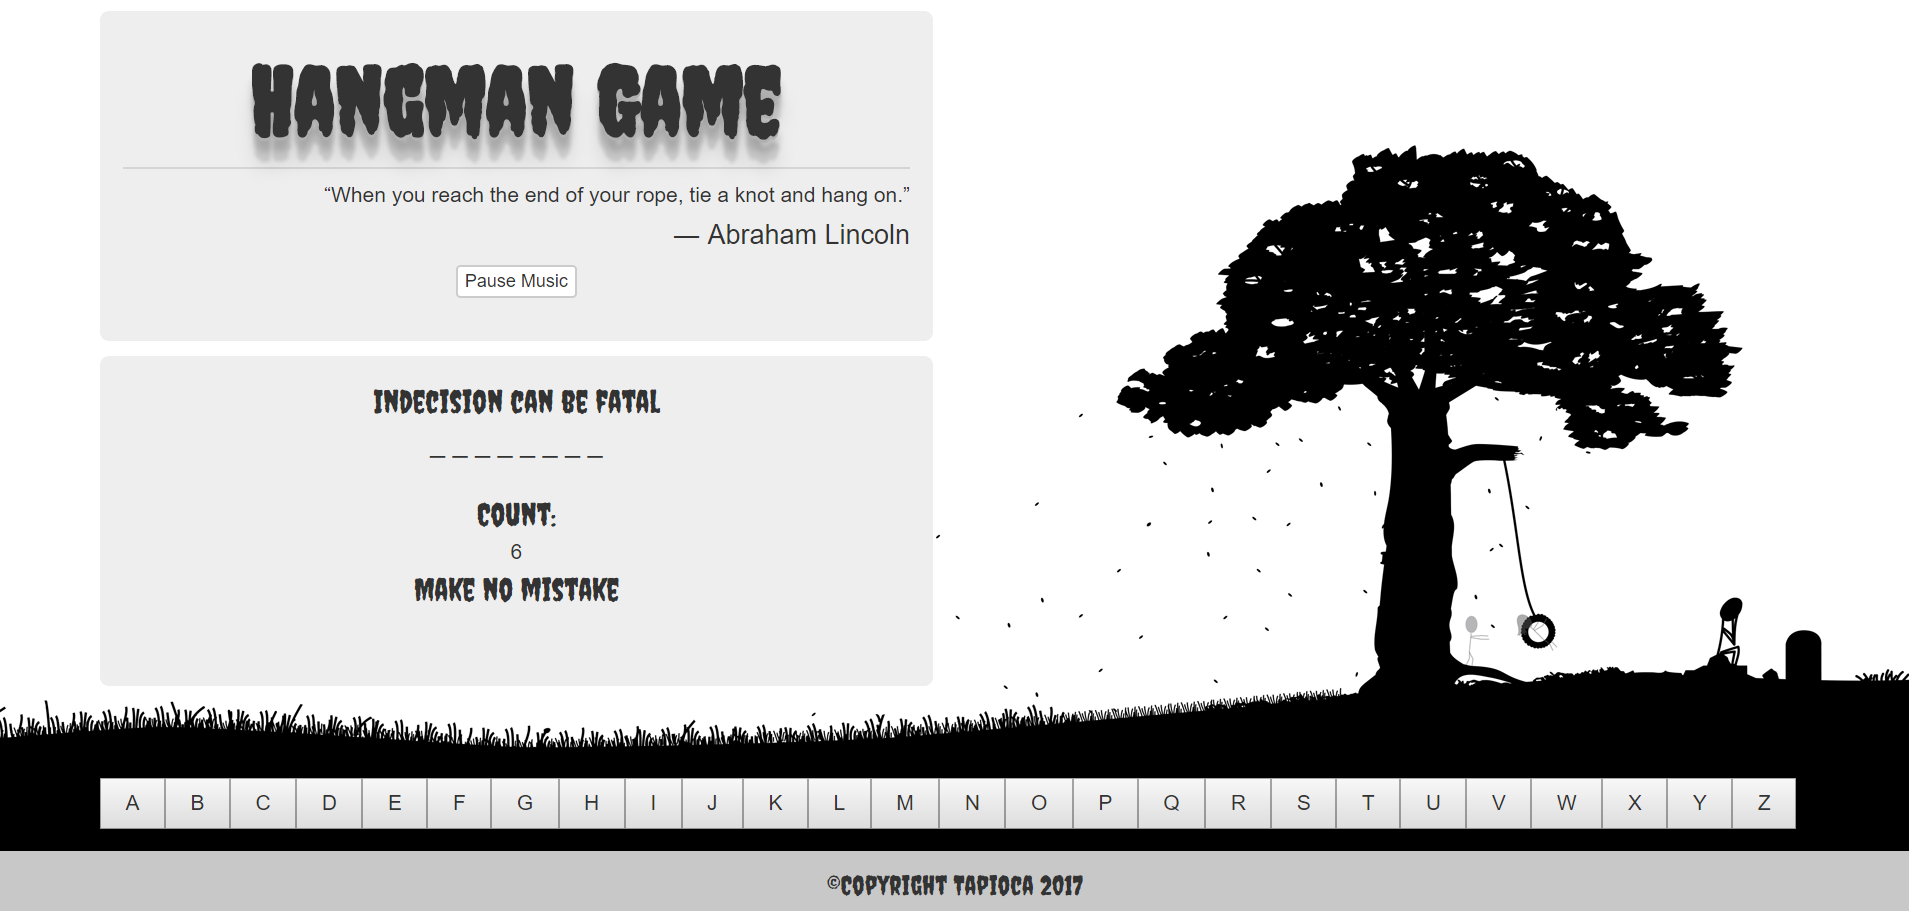 HANGMAN GAME
“When you reach the end of your rope, tie a knot and hang on.”
— Abraham Lincoln
Pause Music
INDECISION CAN BE FATAL
_ _ _ _ _ _ _ _
COUNT:
6
MAKE NO MISTAKE
A B C D E F G H I J K L M N O P Q R S T U V W X Y Z
©COPYRIGHT TAPIOCA 2017